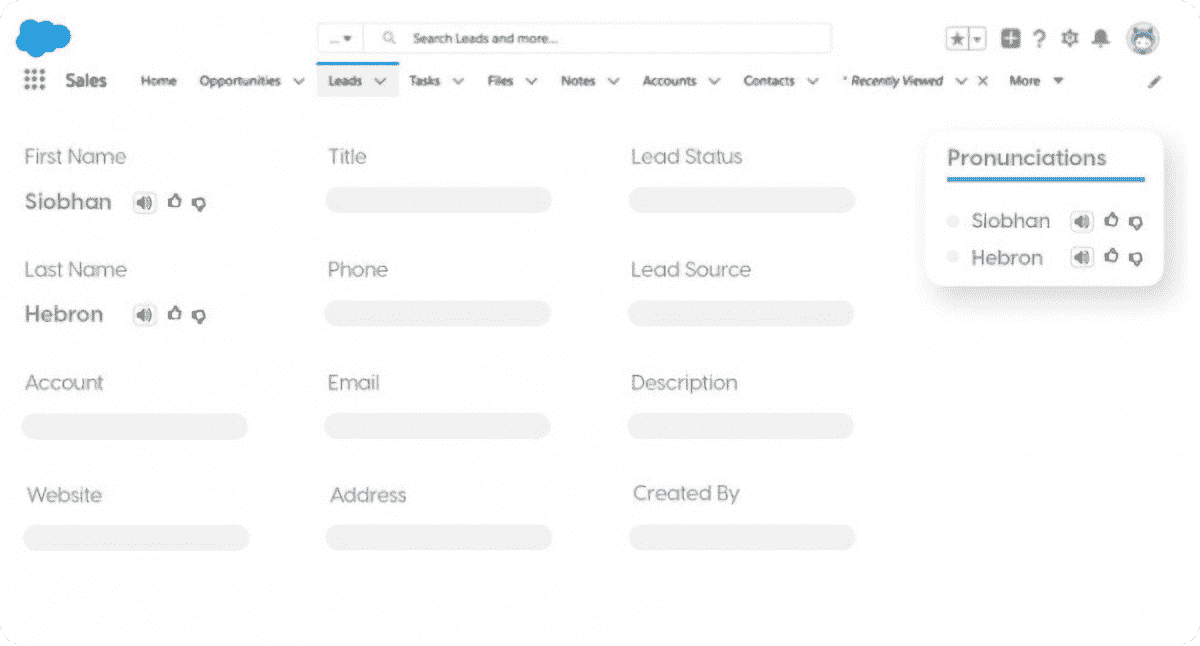 ... Search Leads and more...
Sales Home Opportunities Leads Tasks Files Notes Accounts Contacts * Recently Viewed More
First Name Title Lead Status
Siobhan
Last Name Phone Lead Source
Hebron
Account Email Description
Website Address Created By
Pronunciations
Siobhan
Hebron